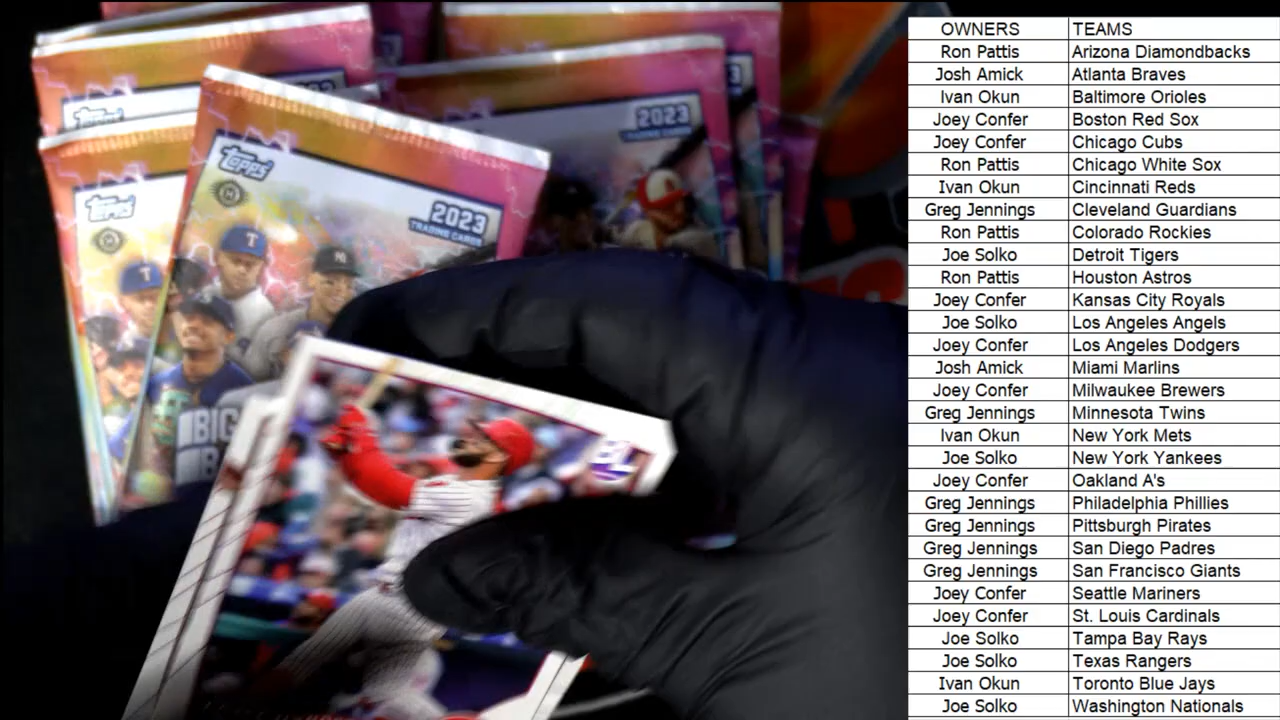 Topps
2023
TRADING CARDS
Topps
2023
TRADING CARDS
Topps
BIG
OWNERS TEAMS
Ron Pattis Arizona Diamondbacks
Josh Amick Atlanta Braves
Ivan Okun Baltimore Orioles
Joey Confer Boston Red Sox
Joey Confer Chicago Cubs
Ron Pattis Chicago White Sox
Ivan Okun Cincinnati Reds
Greg Jennings Cleveland Guardians
Ron Pattis Colorado Rockies
Joe Solko Detroit Tigers
Ron Pattis Houston Astros
Joey Confer Kansas City Royals
Joe Solko Los Angeles Angels
Joey Confer Los Angeles Dodgers
Josh Amick Miami Marlins
Joey Confer Milwaukee Brewers
Greg Jennings Minnesota Twins
Ivan Okun New York Mets
Joe Solko New York Yankees
Joey Confer Oakland A's
Greg Jennings Philadelphia Phillies
Greg Jennings Pittsburgh Pirates
Greg Jennings San Diego Padres
Greg Jennings San Francisco Giants
Joey Confer Seattle Mariners
Joey Confer St. Louis Cardinals
Joe Solko Tampa Bay Rays
Joe Solko Texas Rangers
Ivan Okun Toronto Blue Jays
Joe Solko Washington Nationals